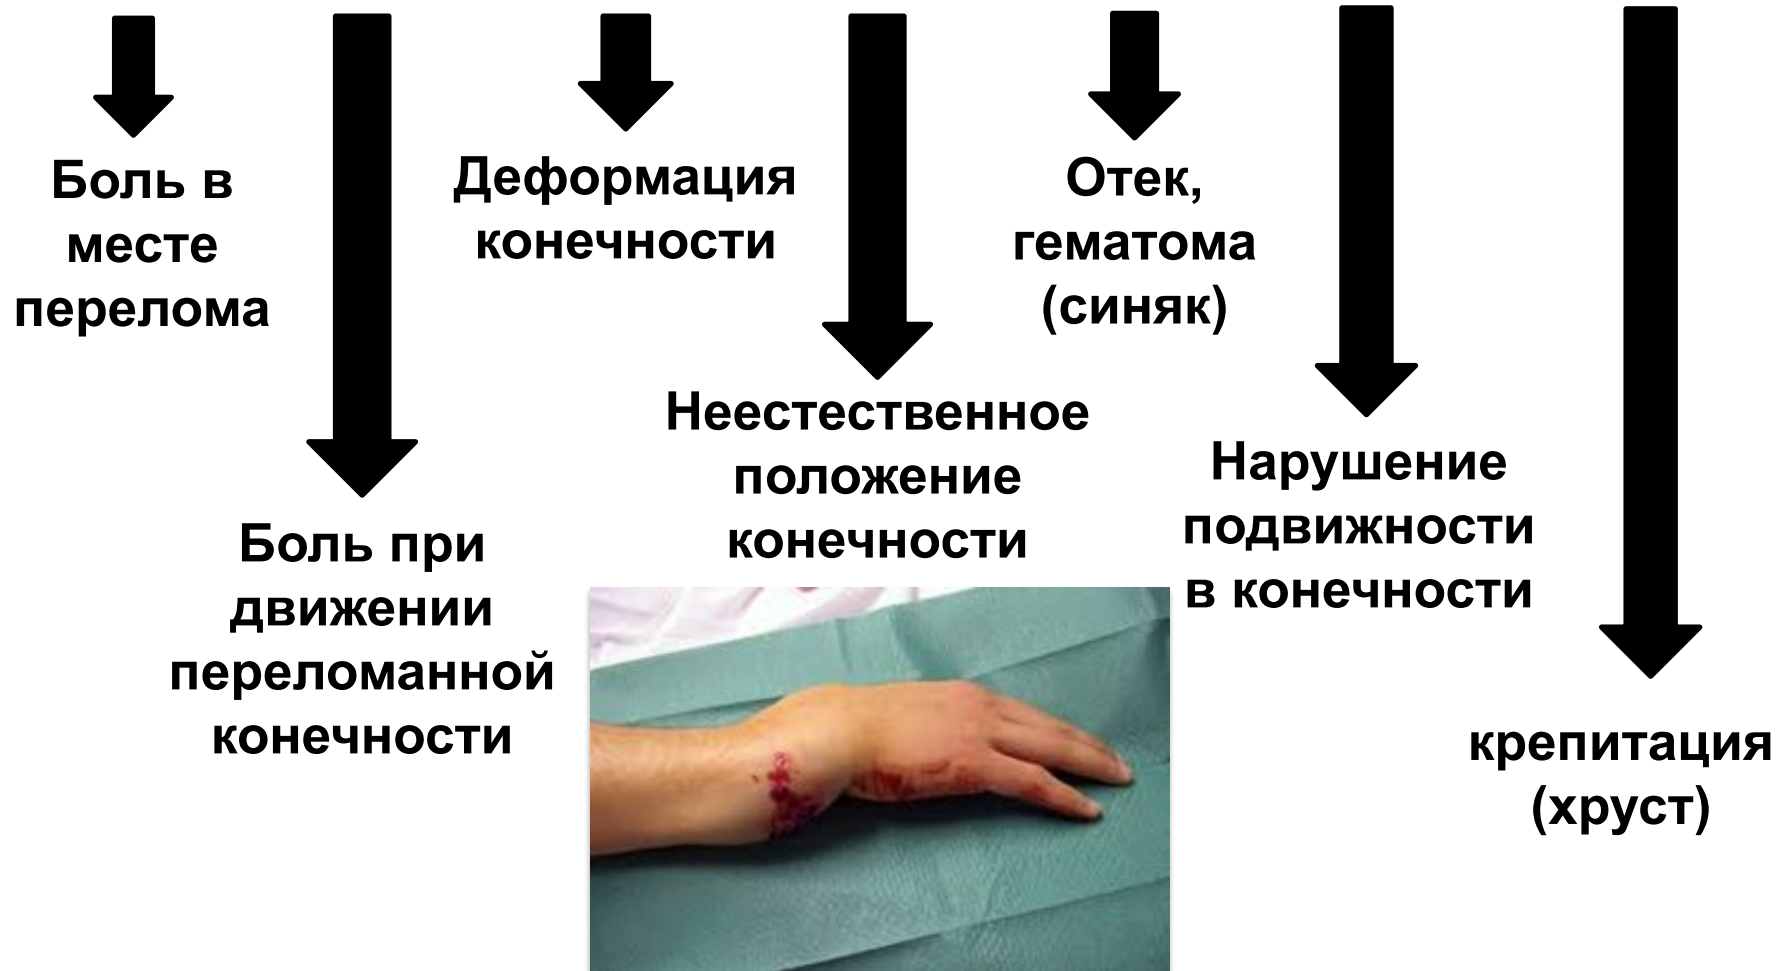 Боль в
месте
перелома
Боль при
движении
переломанной
конечности
Деформация
конечности
Неестественное
положение
конечности
Отек,
гематома
(синяк)
Нарушение
подвижности
в конечности
крепитация
(хруст)